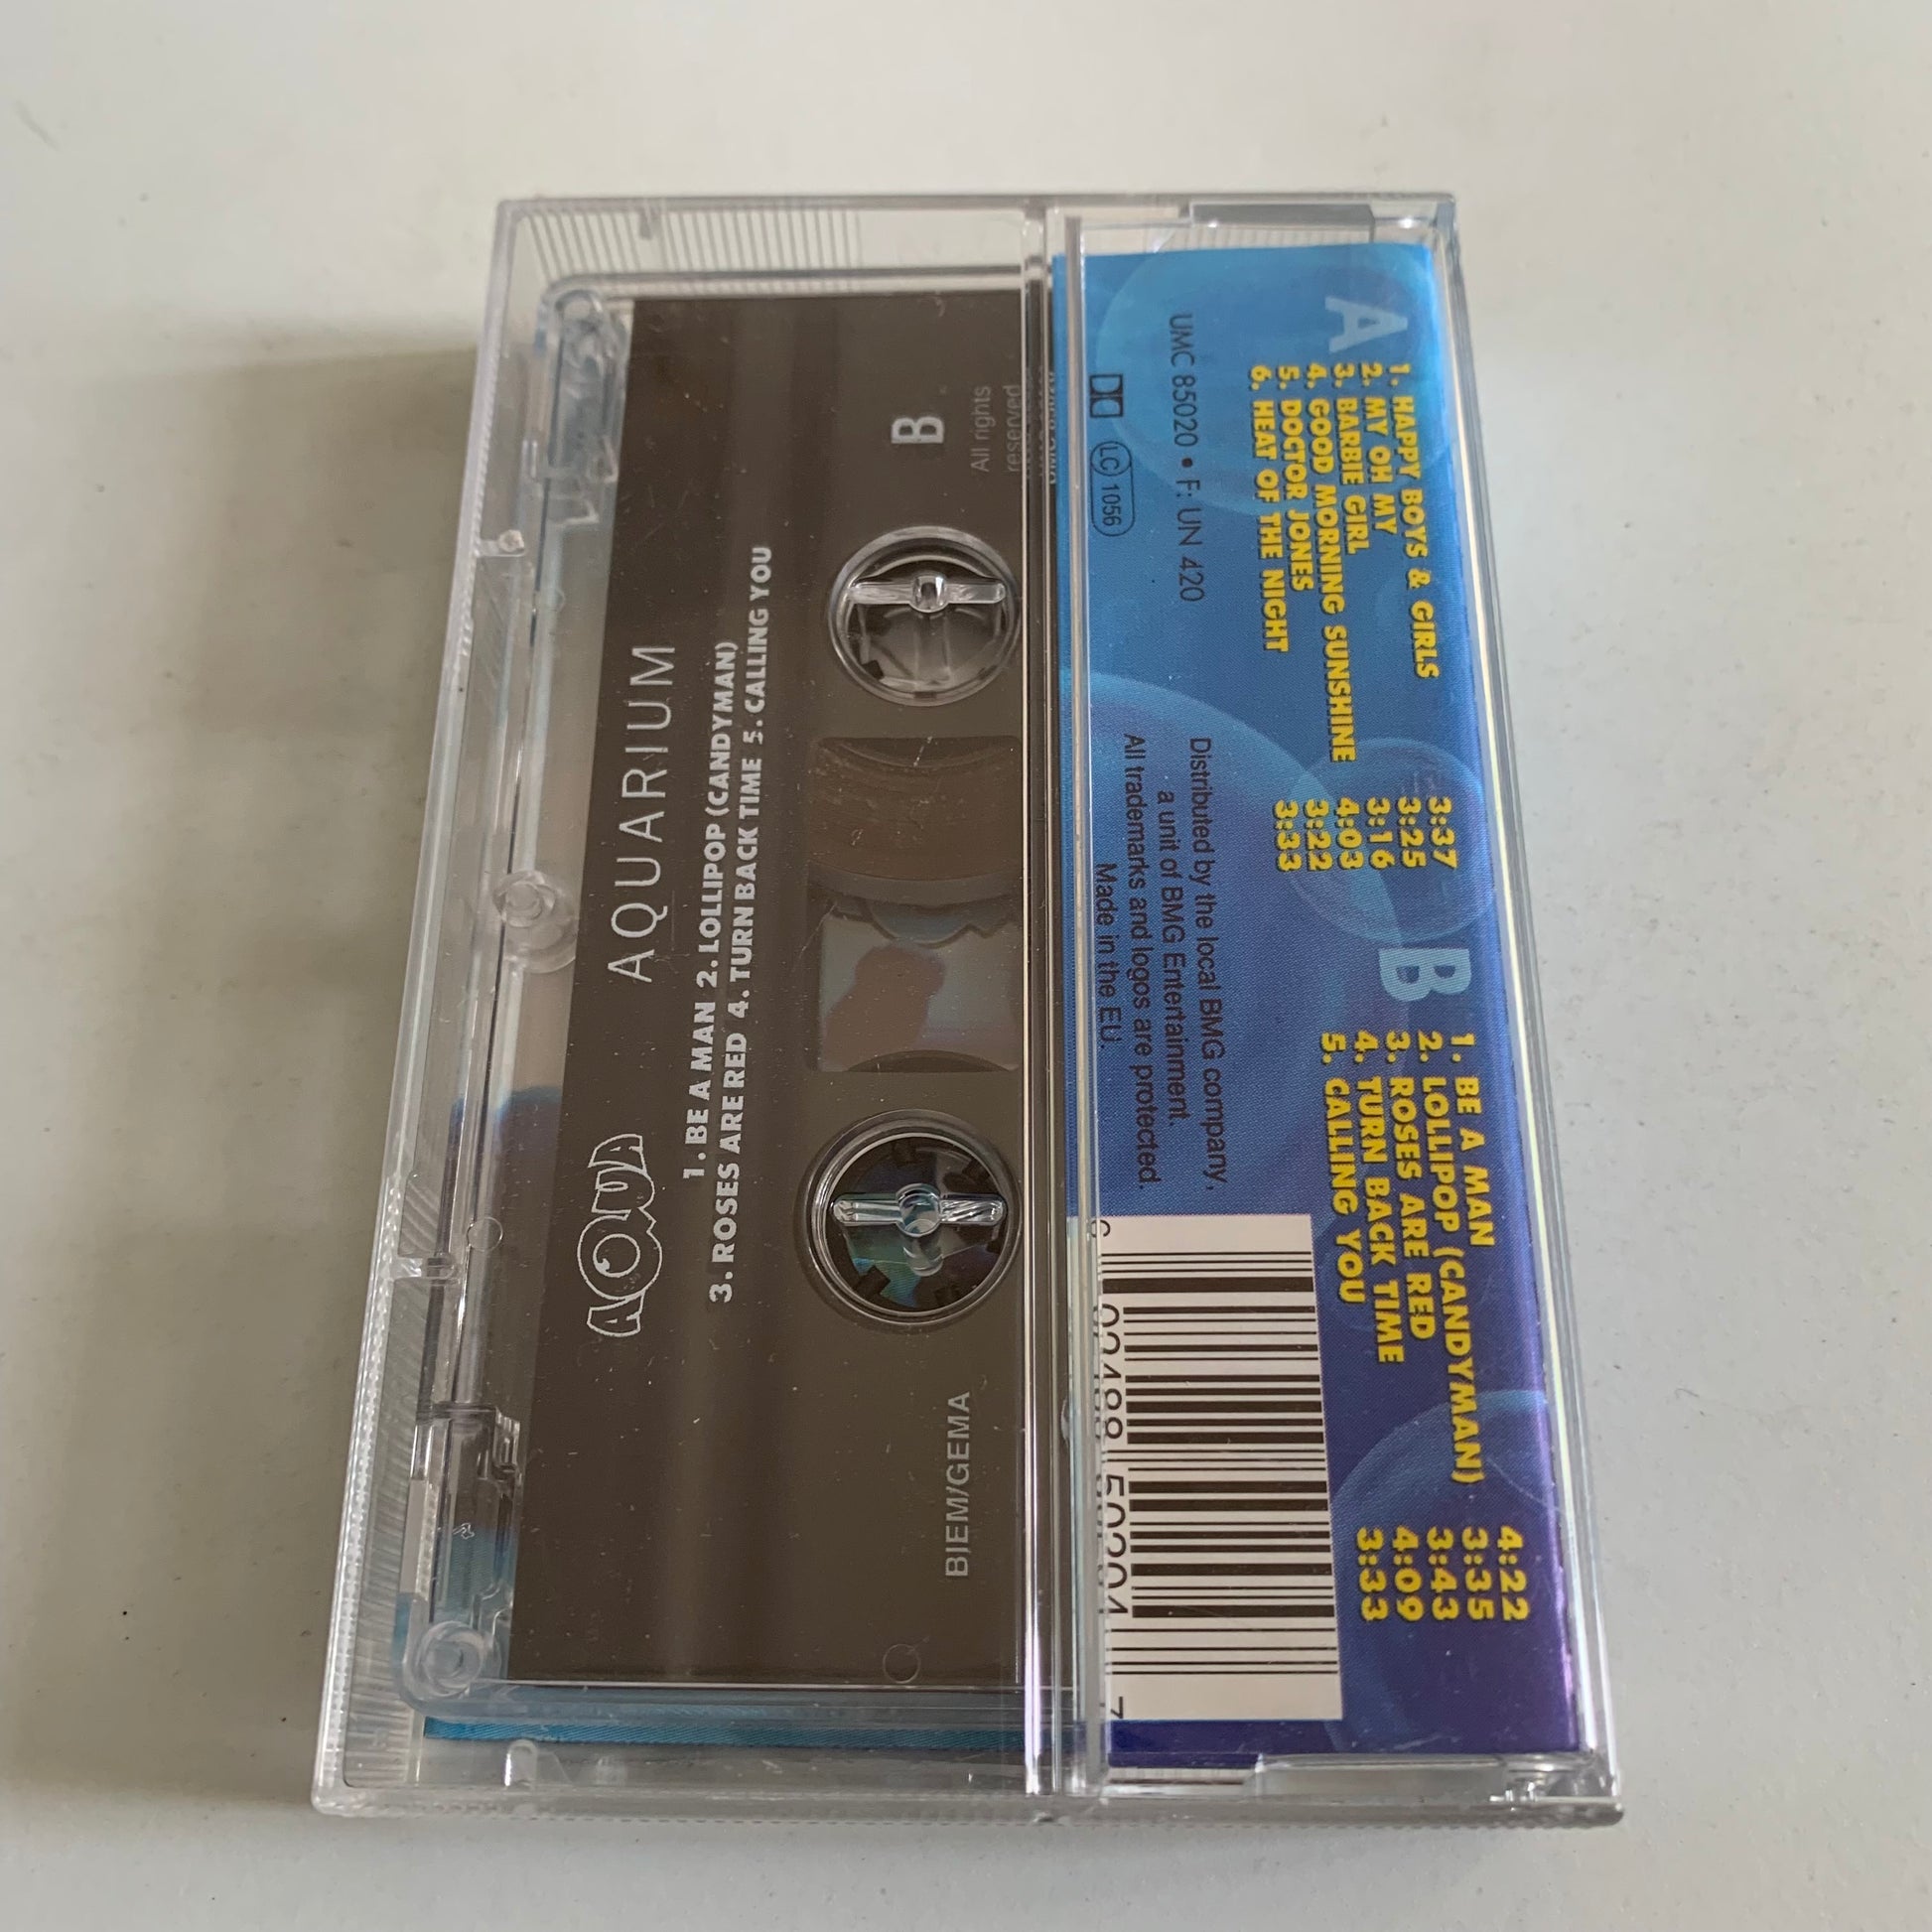 A
1. HAPPY BOYS & GIRLS 3:37
2. MY OH MY 3:25
3. BARBIE GIRL 3:16
4. GOOD MORNING SUNSHINE 4:03
5. DOCTOR JONES 3:22
6. HEAT OF THE NIGHT 3:33
B
1. BE A MAN 4:22
2. LOLLIPOP (CANDYMAN) 3:35
3. ROSES ARE RED 3:43
4. TURN BACK TIME 4:09
5. CALLING YOU 3:33
UMC 85020 • F: UN 420
LC 1056
Distributed by the local BMG company,
a unit of BMG Entertainment.
All trademarks and logos are protected.
Made in the EU.
AQUA AQUARIUM
1. BE A MAN 2. LOLLIPOP (CANDYMAN)
3. ROSES ARE RED 4. TURN BACK TIME 5. CALLING YOU
BIEM/GEMA
B
All rights
reserved